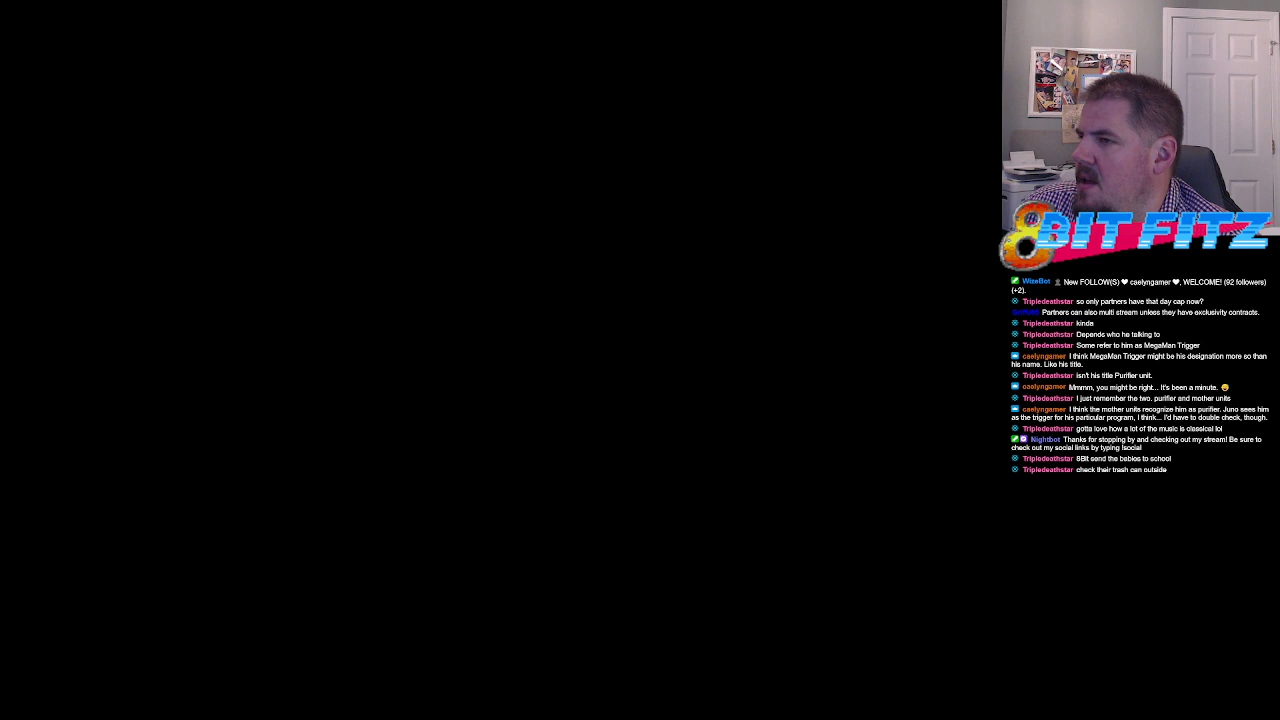 8BIT FITZ
WizeBot New FOLLOW(S) ♥ caelyngamer ♥, WELCOME! (92 followers)
(+2).
Tripledeathstar so only partners have that day cap now?
Partners can also multi stream unless they have exclusivity contracts.
Tripledeathstar kinda
Tripledeathstar Depends who he talking to
Tripledeathstar Some refer to him as MegaMan Trigger
caelyngamer I think MegaMan Trigger might be his designation more so than
his name. Like his title.
Tripledeathstar isn't his title Purifier unit.
caelyngamer Mmmm, you might be right... It's been a minute. 😅
Tripledeathstar I just remember the two. purifier and mother units
caelyngamer I think the mother units recognize him as purifier. Juno sees him
as the trigger for his particular program, I think... I'd have to double check, though.
Tripledeathstar gotta love how a lot of the music is classical lol
Nightbot Thanks for stopping by and checking out my stream! Be sure to
check out my social links by typing !social
Tripledeathstar 8Bit send the babies to school
Tripledeathstar check their trash can outside